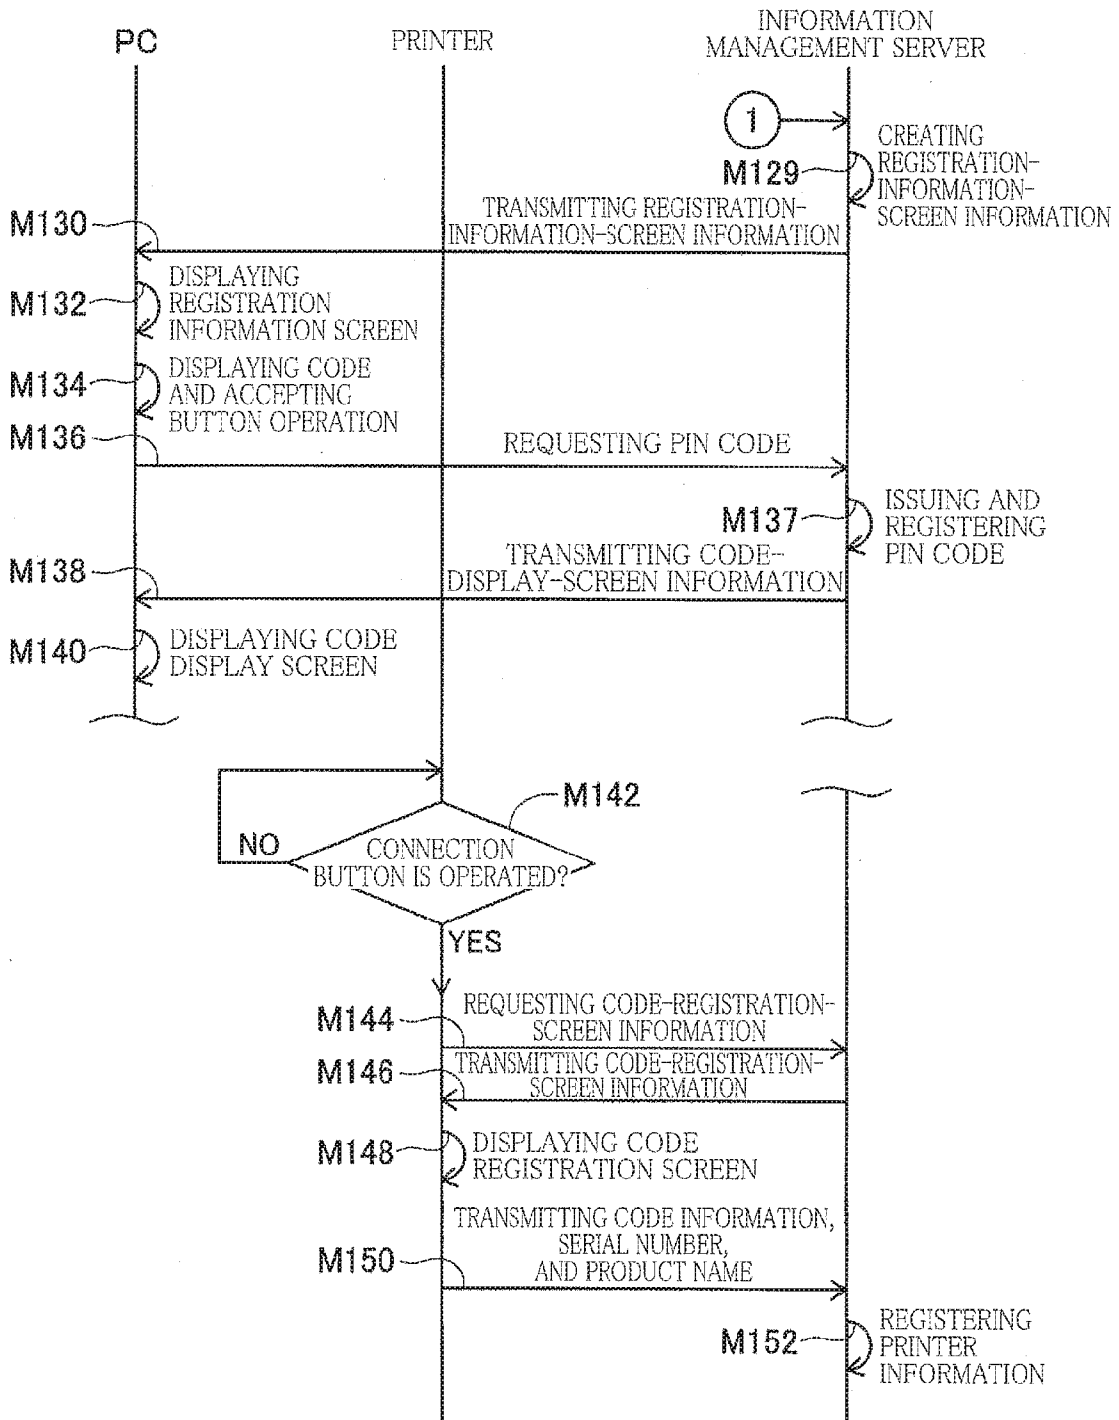 PC
PRINTER
INFORMATION
MANAGEMENT SERVER
1
M129
CREATING
REGISTRATION-
INFORMATION-
SCREEN INFORMATION
M130
TRANSMITTING REGISTRATION-
INFORMATION-SCREEN INFORMATION
M132
DISPLAYING
REGISTRATION
INFORMATION SCREEN
M134
DISPLAYING CODE
AND ACCEPTING
BUTTON OPERATION
M136
REQUESTING PIN CODE
M137
ISSUING AND
REGISTERING
PIN CODE
M138
TRANSMITTING CODE-
DISPLAY-SCREEN INFORMATION
M140
DISPLAYING CODE
DISPLAY SCREEN
M142
NO
CONNECTION
BUTTON IS OPERATED?
YES
M144
REQUESTING CODE-REGISTRATION-
SCREEN INFORMATION
M146
TRANSMITTING CODE-REGISTRATION-
SCREEN INFORMATION
M148
DISPLAYING CODE
REGISTRATION SCREEN
M150
TRANSMITTING CODE INFORMATION,
SERIAL NUMBER,
AND PRODUCT NAME
M152
REGISTERING
PRINTER
INFORMATION